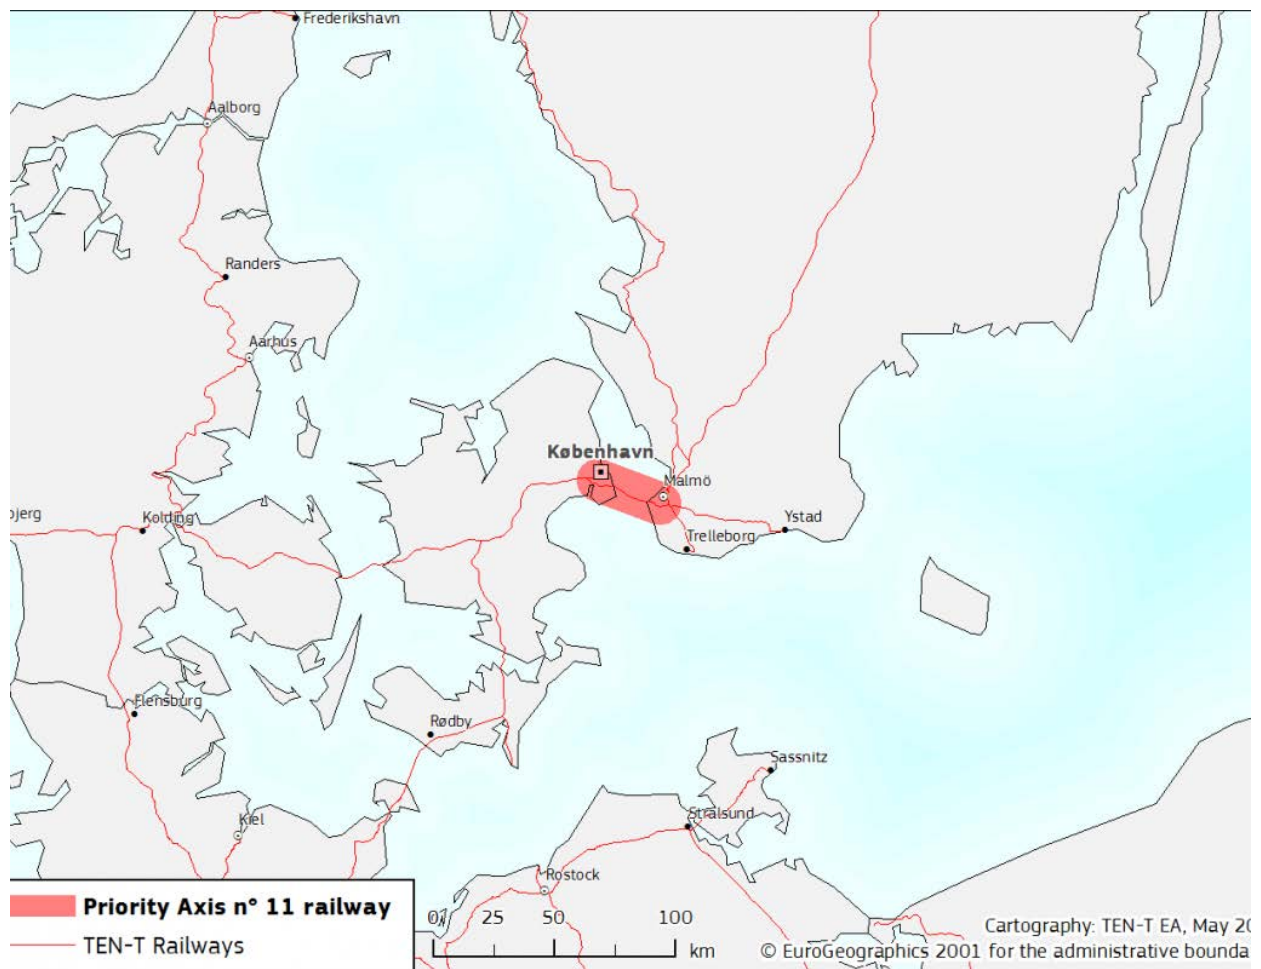 Frederikshavn
Aalborg
Randers
Aarhus
København
Malmö
ojerg
Kolding
Ystad
Trelleborg
Flensburg
Rødby
Sassnitz
Stralsund
Kiel
Rostock
Priority Axis n° 11 railway
TEN-T Railways
0 25 50 100
km
Cartography: TEN-T EA, May 20
© EuroGeographics 2001 for the administrative bounda